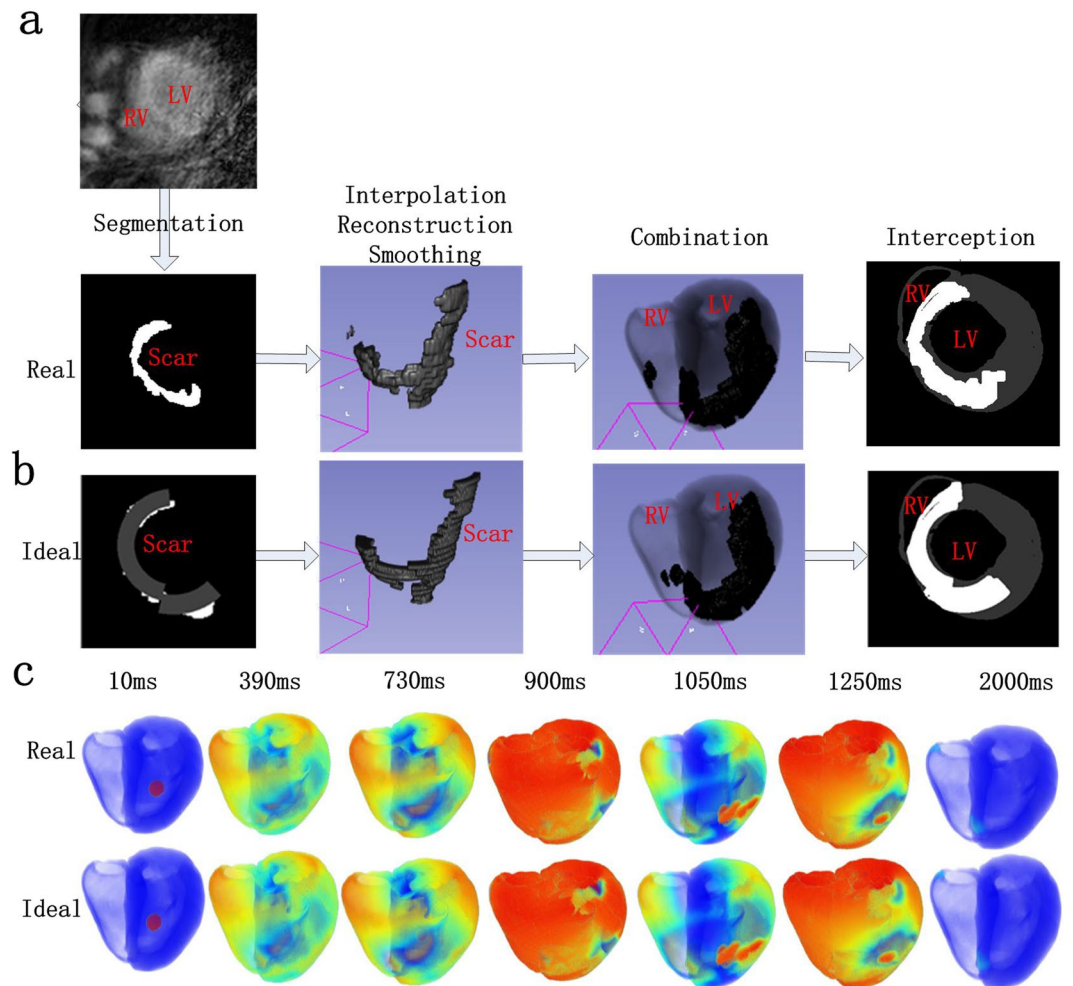 a
LV
RV
Segmentation
Interpolation
Reconstruction
Smoothing
Combination
Interception
Real
Scar
Scar
RV
LV
RV
LV
b
Ideal
Scar
Scar
RV
LV
RV
LV
c
10ms
390ms
730ms
900ms
1050ms
1250ms
2000ms
Real
Ideal